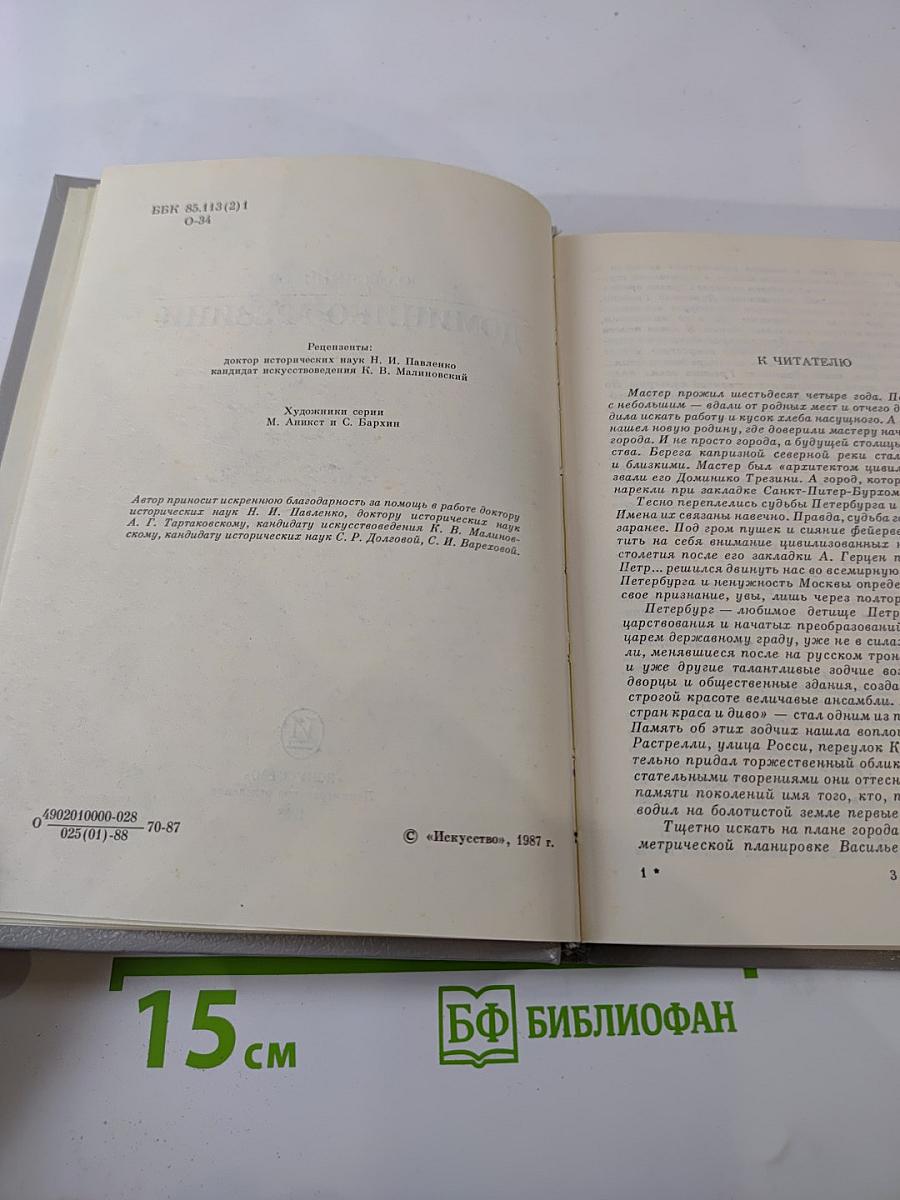 ББК 85.113(2)1
О-34
Рецензенты:
доктор исторических наук Н. И. Павленко
кандидат искусствоведения К. В. Малиновский
Художники серии
М. Аникст и С. Бархин
Автор приносит искреннюю благодарность за помощь в работе доктору
исторических наук Н. И. Павленко, доктору исторических наук
А. Г. Тартаковскому, кандидату искусствоведения К. В. Малинов-
скому, кандидату исторических наук С. Р. Долговой, С. И. Вареховой.
О 4902010000-028
025(01)-88 70-87
© «Искусство», 1987 г.
К ЧИТАТЕЛЮ
Мастер прожил шестьдесят четыре года.
с небольшим — вдали от родных мест и отчего
дила искать работу и кусок хлеба насущного. А
нашел новую родину, где доверили мастеру
города. И не просто города, а будущей столицы
ства. Берега капризной северной реки
и близкими. Мастер был «архитектом
звали его Доминико Трезини. А город,
нарекли при закладке Санкт-Питер-Бурхом
Тесно переплелись судьбы Петербурга и
Имена их связаны навечно. Правда, судьба
заранее. Под гром пушек и сияние
тить на себя внимание цивилизованных
столетия после его закладки А. Герцен
Петр... решился двинуть нас во всемирную
Петербурга и ненужность Москвы
свое признание, увы, лишь через
Петербург — любимое детище
царствования и начатых преобразований
царем державному граду, уже не в
ли, менявшиеся после на русском
и уже другие талантливые зодчие
дворцы и общественные здания,
строгой красоте величавые ансамбли.
стран краса и диво» — стал одним из
Память об этих зодчих нашла
Растрелли, улица Росси, переулок
тельно придал торжественный облик
стательными творениями они
памяти поколений имя того, кто,
водил на болотистой земле первые
Тщетно искать на плане города
метрической планировке
1 *
3
15 см
БФ БИБЛИОФАН